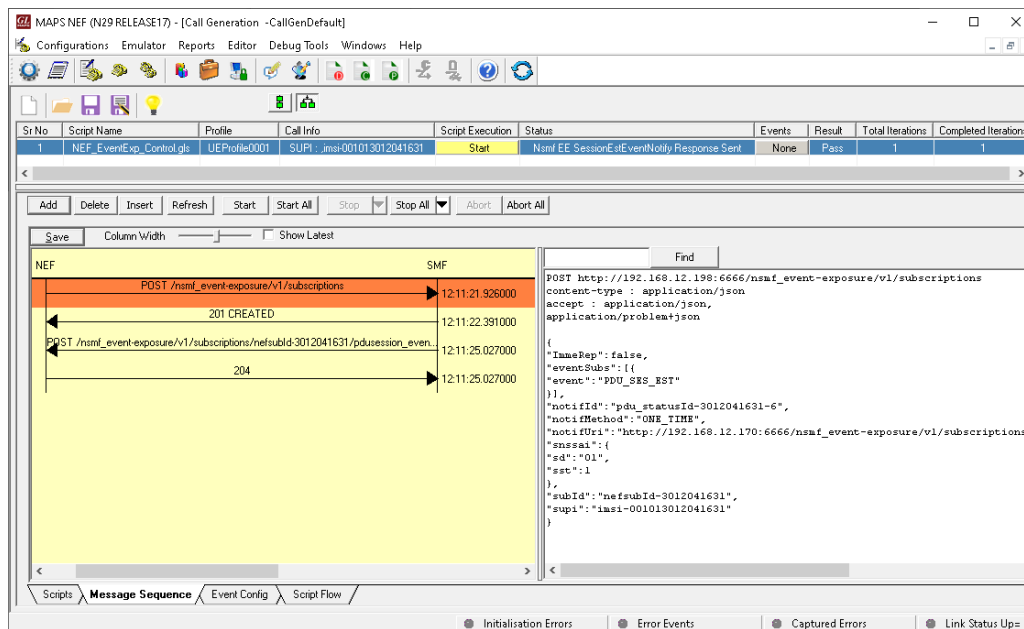 MAPS NEF (N29 RELEASE17) - [Call Generation -CallGenDefault]
Configurations Emulator Reports Editor Debug Tools Windows Help
Sr No Script Name Profile Call Info Script Execution Status Events Result Total Iterations Completed Iterations
1 NEF_EventExp_Control.gls UEProfile0001 SUPI : ,imsi-001013012041631 Start Nsmf EE SessionEstEventNotify Response Sent None Pass 1 1
Add Delete Insert Refresh Start Start All Stop Stop All Abort Abort All
Save Column Width Show Latest
Find
NEF SMF
POST /nsmf_event-exposure/v1/subscriptions 12:11:21.926000
201 CREATED 12:11:22.391000
POST /nsmf_event-exposure/v1/subscriptions/nefsubId-3012041631/pdusession_even... 12:11:25.027000
204 12:11:25.027000
POST http://192.168.12.198:6666/nsmf_event-exposure/v1/subscriptions
content-type : application/json
accept : application/json,
application/problem+json
{
"ImmeRep":false,
"eventSubs":[{
"event":"PDU_SES_EST"
}],
"notifId":"pdu_statusId-3012041631-6",
"notifMethod":"ONE_TIME",
"notifUri":"http://192.168.12.170:6666/nsmf_event-exposure/v1/subscriptions
"snssai":{
"sd":"01",
"sst":1
},
"subId":"nefsubId-3012041631",
"supi":"imsi-001013012041631"
}
Scripts Message Sequence Event Config Script Flow
Initialisation Errors Error Events Captured Errors Link Status Up=